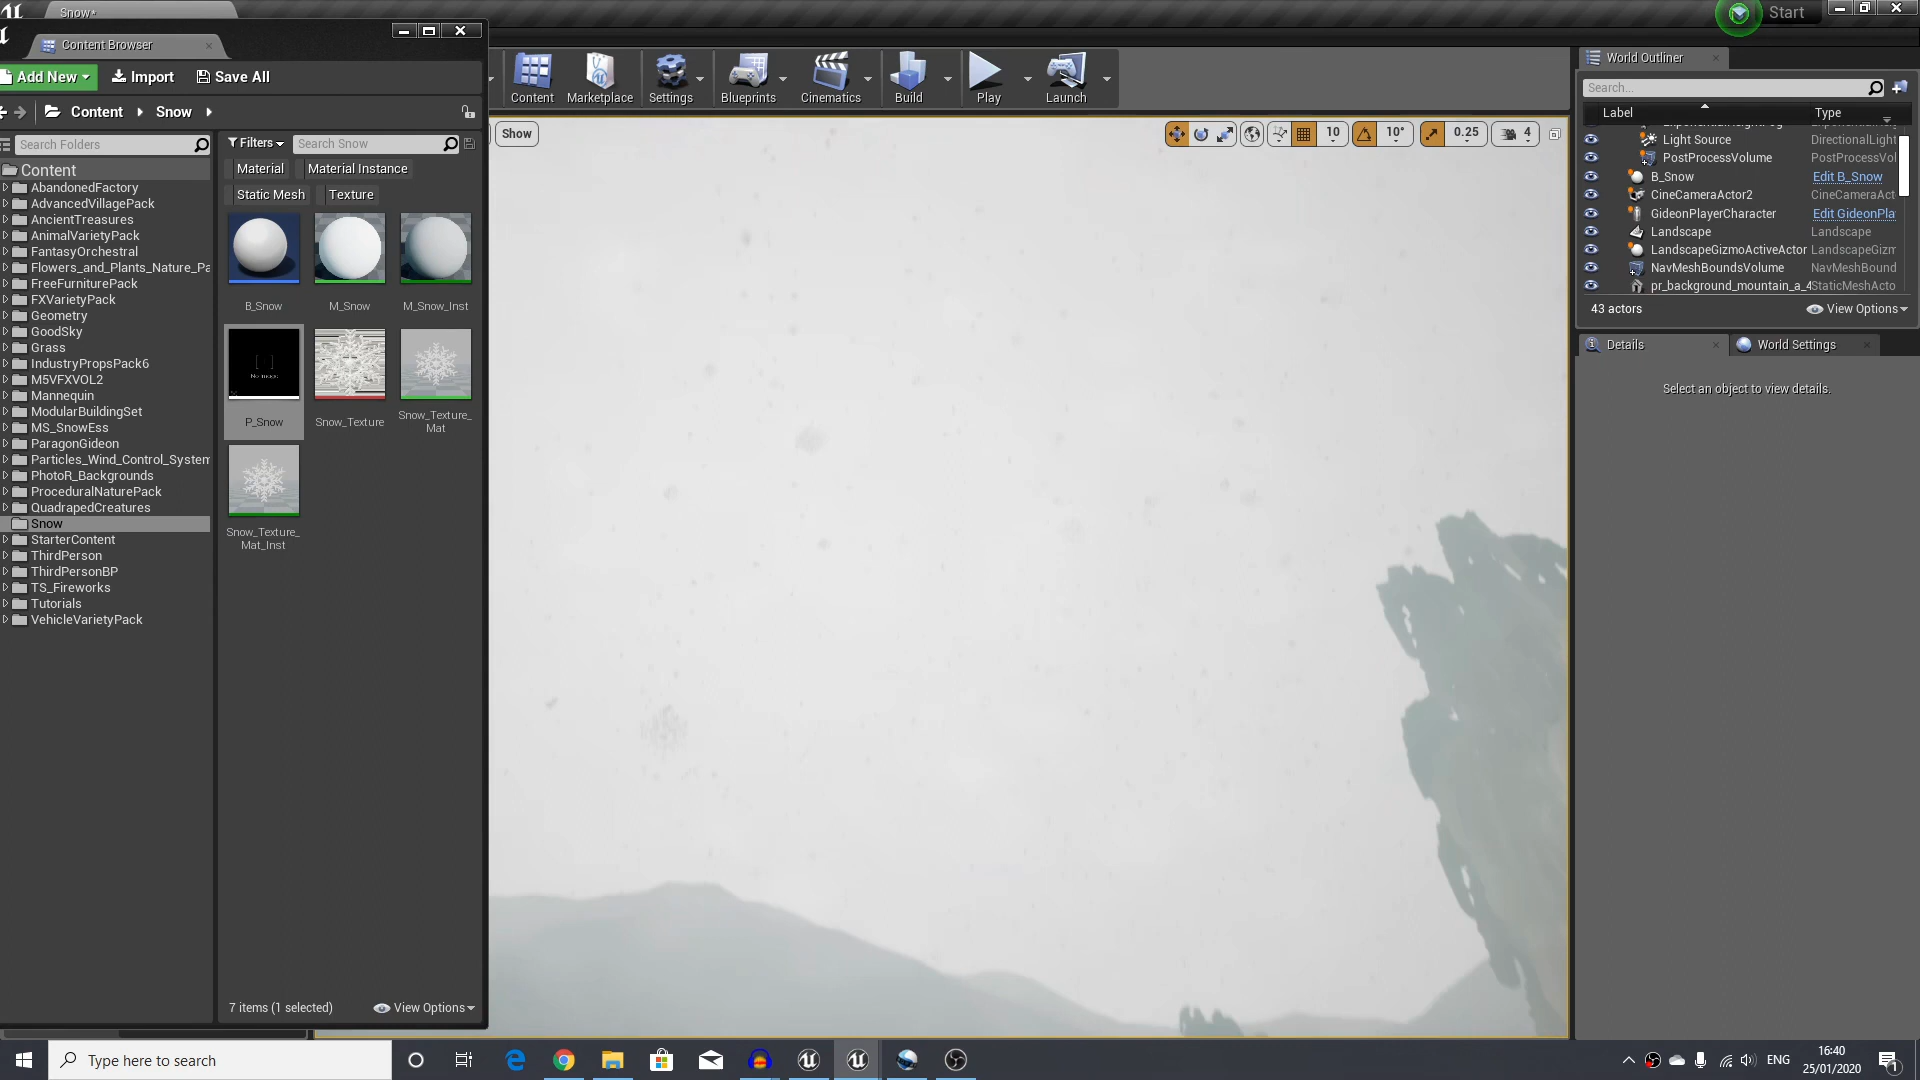 Snow*
Start
Content Browser
Add New
Import
Save All
Content
Marketplace
Settings
Blueprints
Cinematics
Build
Play
Launch
World Outliner
Search...
Label
Type
Content
Snow
Search Folders
Filters
Search Snow
Show
10
10°
0.25
4
Light Source
DirectionalLight
PostProcessVolume
PostProcessVol
B_Snow
Edit B_Snow
CineCameraActor2
CineCameraAct
GideonPlayerCharacter
Edit GideonPla
Landscape
Landscape
LandscapeGizmoActiveActor
LandscapeGizm
NavMeshBoundsVolume
NavMeshBound
pr_background_mountain_a_4
StaticMeshActo
43 actors
View Options
Details
World Settings
Select an object to view details.
Material
Material Instance
Static Mesh
Texture
Content
AbandonedFactory
AdvancedVillagePack
AncientTreasures
AnimalVarietyPack
FantasyOrchestral
Flowers_and_Plants_Nature_Pa
FreeFurniturePack
FXVarietyPack
Geometry
GoodSky
Grass
IndustryPropsPack6
M5VFXVOL2
Mannequin
ModularBuildingSet
MS_SnowEss
ParagonGideon
Particles_Wind_Control_System
PhotoR_Backgrounds
ProceduralNaturePack
QuadrapedCreatures
Snow
StarterContent
ThirdPerson
ThirdPersonBP
TS_Fireworks
Tutorials
VehicleVarietyPack
B_Snow
M_Snow
M_Snow_Inst
No Image
P_Snow
Snow_Texture
Snow_Texture_
Mat
Snow_Texture_
Mat_Inst
7 items (1 selected)
View Options
Type here to search
ENG
16:40
25/01/2020
1